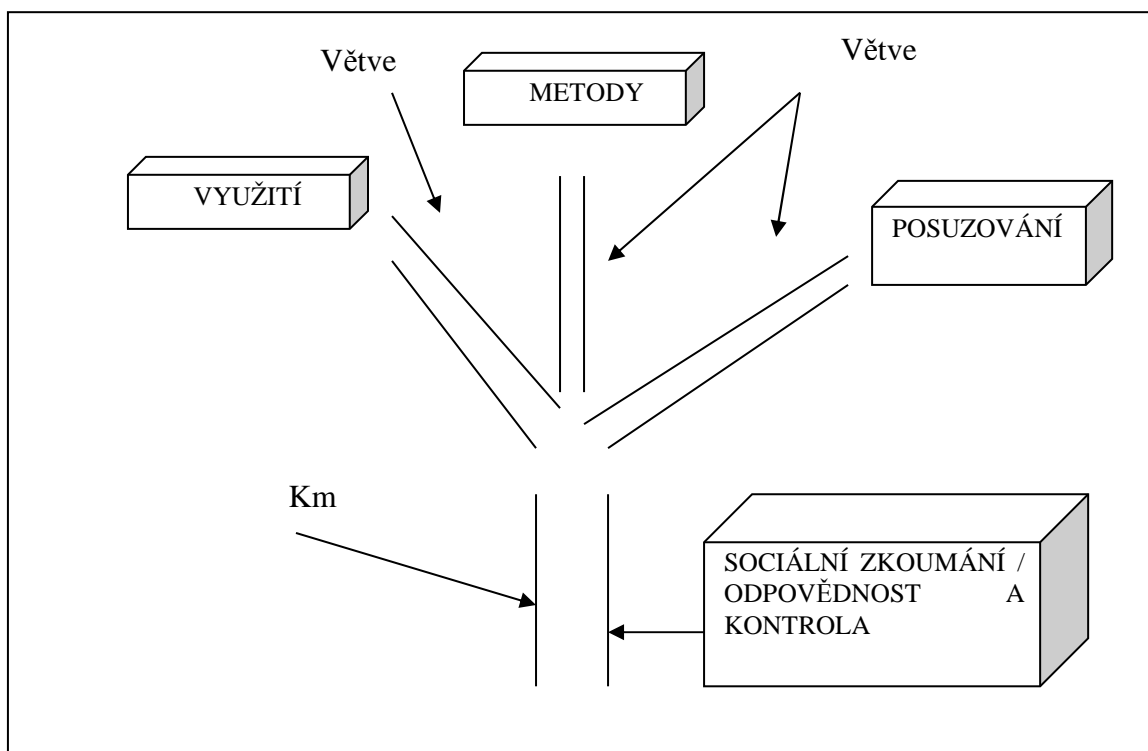 Větve
METODY
Větve
VYUŽITÍ
POSUZOVÁNÍ
Km
SOCIÁLNÍ ZKOUMÁNÍ /
ODPOVĚDNOST A
KONTROLA